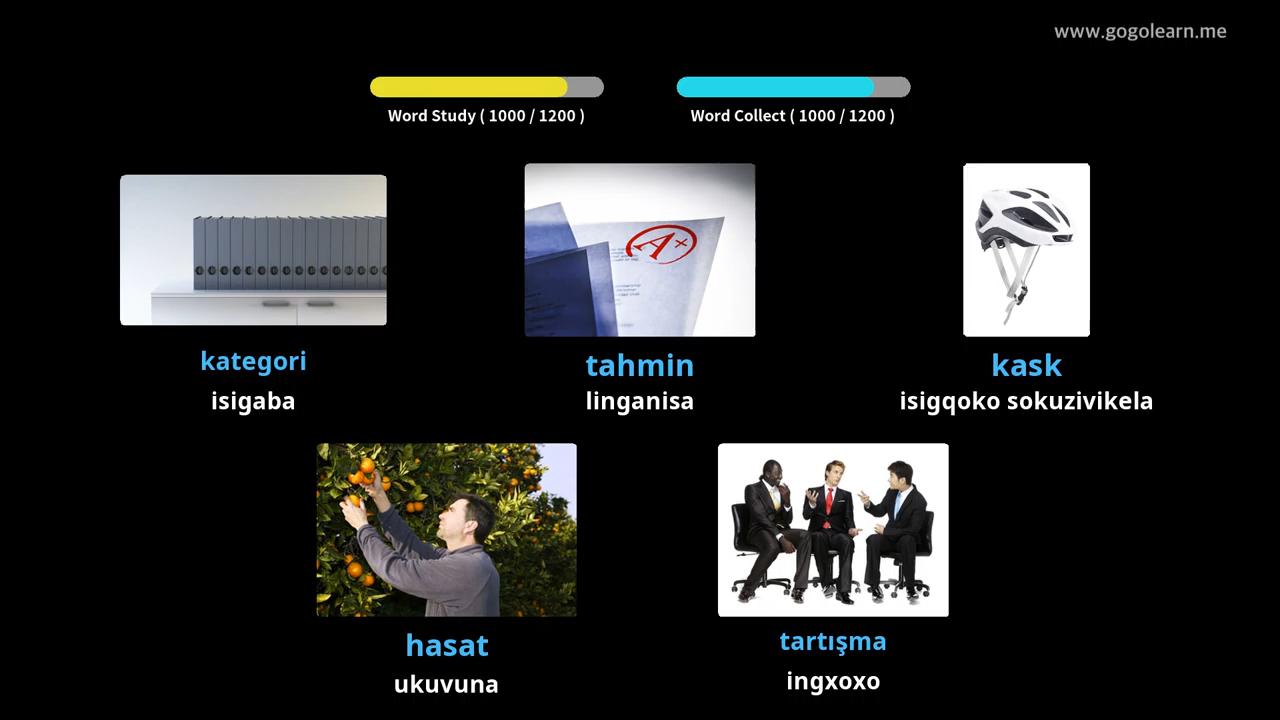 www.gogolearn.me
Word Study ( 1000 / 1200 )
Word Collect ( 1000 / 1200 )
A+
kategori
isigaba
tahmin
linganisa
kask
isigqoko sokuzivikela
hasat
ukuvuna
tartışma
ingxoxo